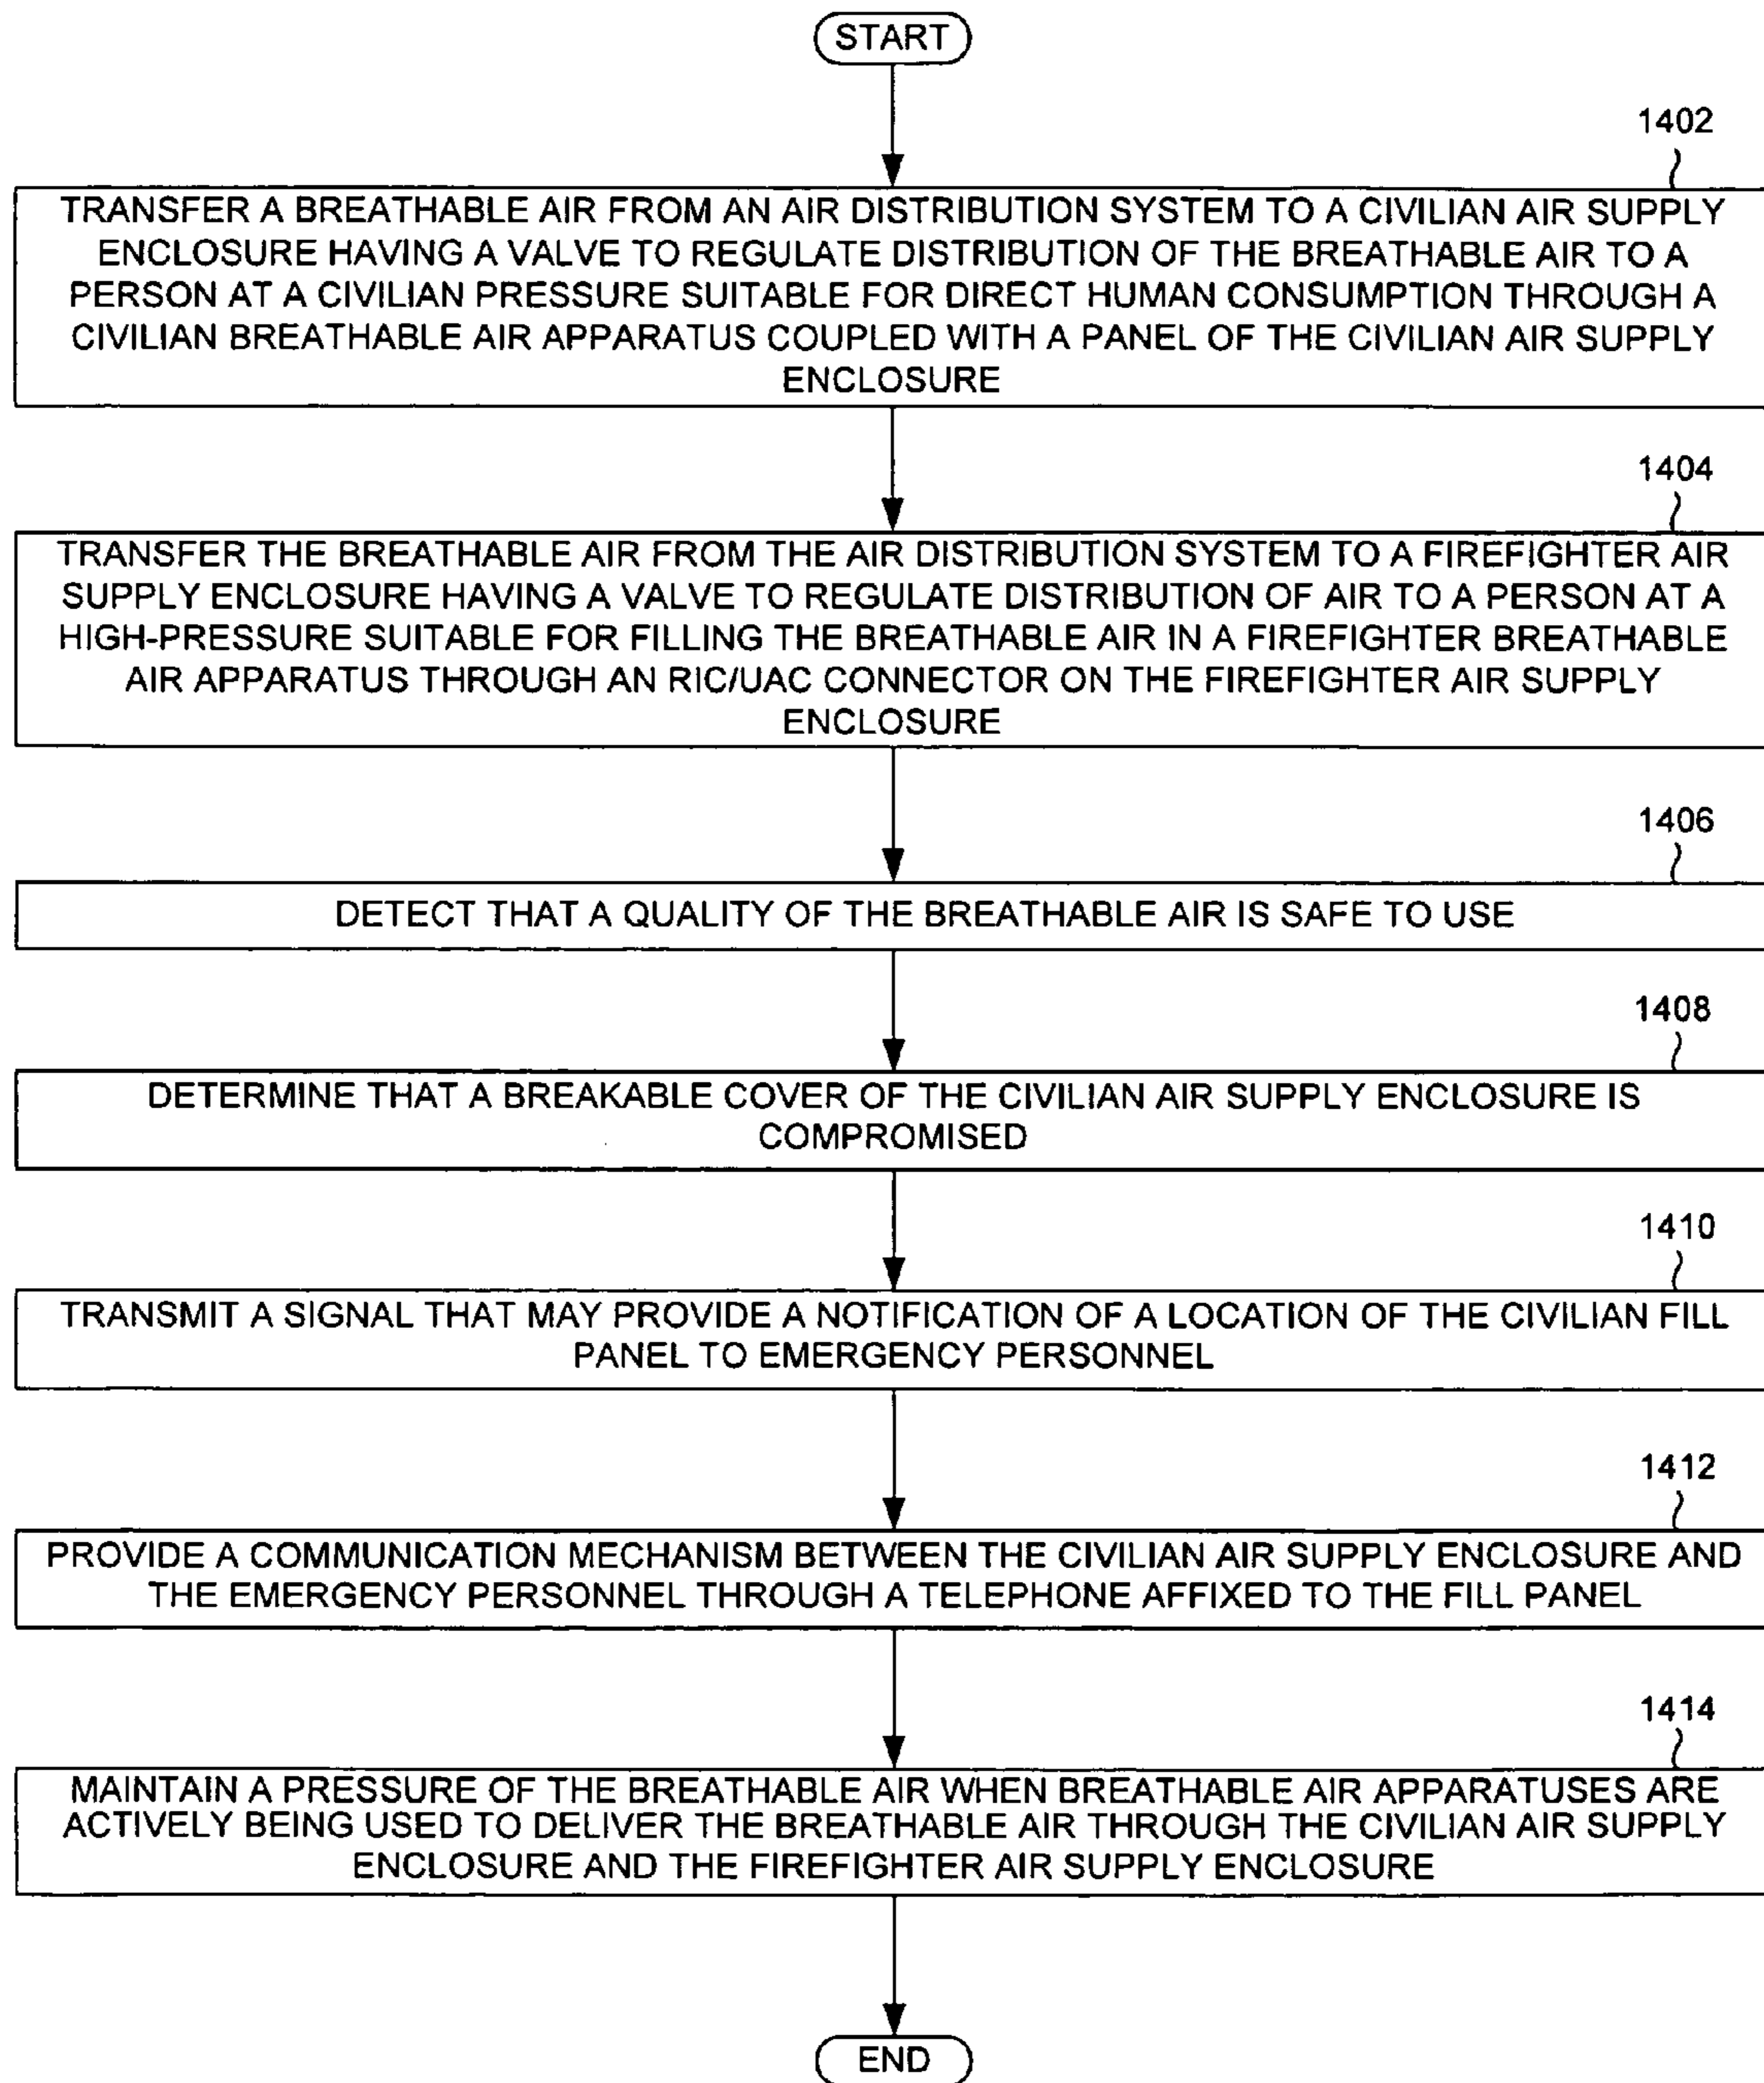 START
1402
TRANSFER A BREATHABLE AIR FROM AN AIR DISTRIBUTION SYSTEM TO A CIVILIAN AIR SUPPLY
ENCLOSURE HAVING A VALVE TO REGULATE DISTRIBUTION OF THE BREATHABLE AIR TO A
PERSON AT A CIVILIAN PRESSURE SUITABLE FOR DIRECT HUMAN CONSUMPTION THROUGH A
CIVILIAN BREATHABLE AIR APPARATUS COUPLED WITH A PANEL OF THE CIVILIAN AIR SUPPLY
ENCLOSURE
1404
TRANSFER THE BREATHABLE AIR FROM THE AIR DISTRIBUTION SYSTEM TO A FIREFIGHTER AIR
SUPPLY ENCLOSURE HAVING A VALVE TO REGULATE DISTRIBUTION OF AIR TO A PERSON AT A
HIGH-PRESSURE SUITABLE FOR FILLING THE BREATHABLE AIR IN A FIREFIGHTER BREATHABLE
AIR APPARATUS THROUGH AN RIC/UAC CONNECTOR ON THE FIREFIGHTER AIR SUPPLY
ENCLOSURE
1406
DETECT THAT A QUALITY OF THE BREATHABLE AIR IS SAFE TO USE
1408
DETERMINE THAT A BREAKABLE COVER OF THE CIVILIAN AIR SUPPLY ENCLOSURE IS
COMPROMISED
1410
TRANSMIT A SIGNAL THAT MAY PROVIDE A NOTIFICATION OF A LOCATION OF THE CIVILIAN FILL
PANEL TO EMERGENCY PERSONNEL
1412
PROVIDE A COMMUNICATION MECHANISM BETWEEN THE CIVILIAN AIR SUPPLY ENCLOSURE AND
THE EMERGENCY PERSONNEL THROUGH A TELEPHONE AFFIXED TO THE FILL PANEL
1414
MAINTAIN A PRESSURE OF THE BREATHABLE AIR WHEN BREATHABLE AIR APPARATUSES ARE
ACTIVELY BEING USED TO DELIVER THE BREATHABLE AIR THROUGH THE CIVILIAN AIR SUPPLY
ENCLOSURE AND THE FIREFIGHTER AIR SUPPLY ENCLOSURE
END